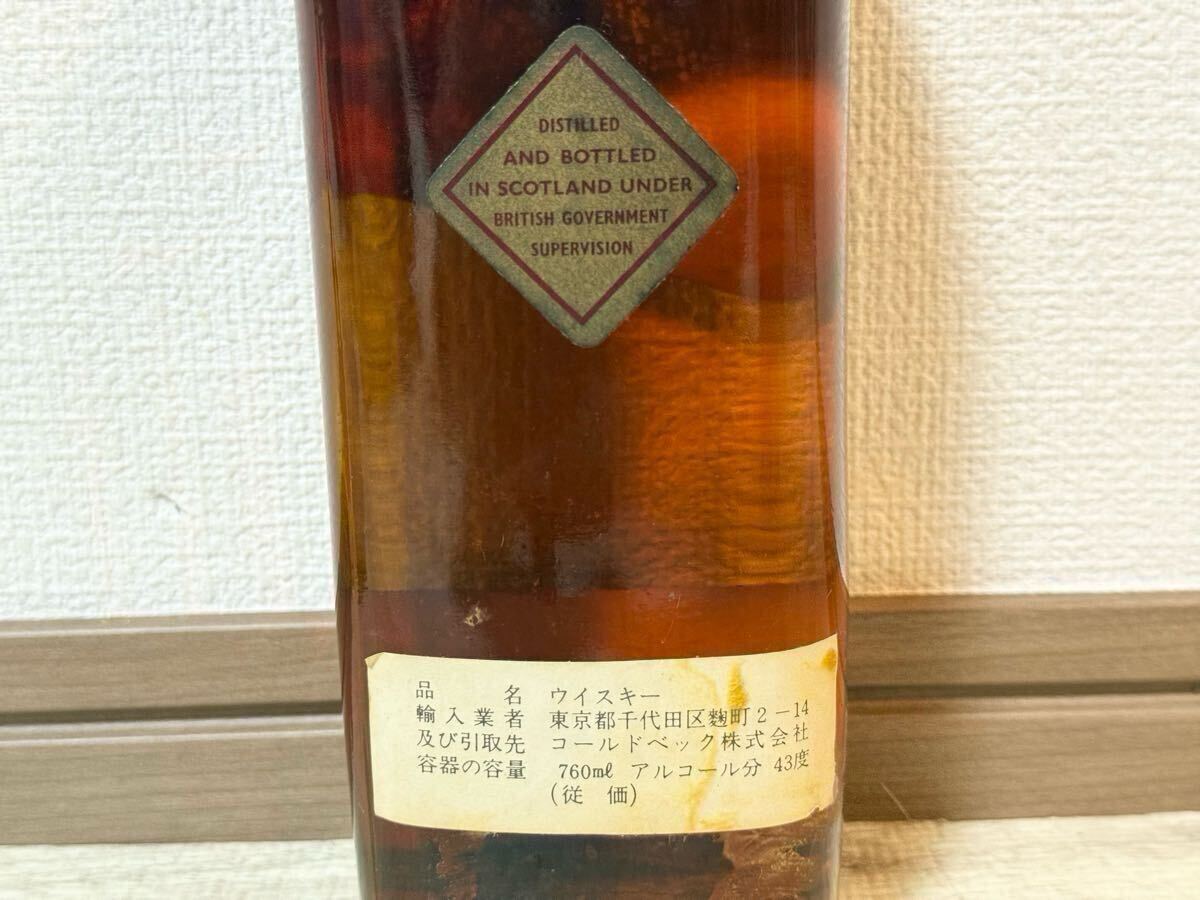 DISTILLED
AND BOTTLED
IN SCOTLAND UNDER
BRITISH GOVERNMENT
SUPERVISION
品名 ウイスキー
輸入業者 東京都千代田区麹町2-14
及び引取先 コールドベック株式会社
容器の容量 760mℓ アルコール分 43度
(従価)